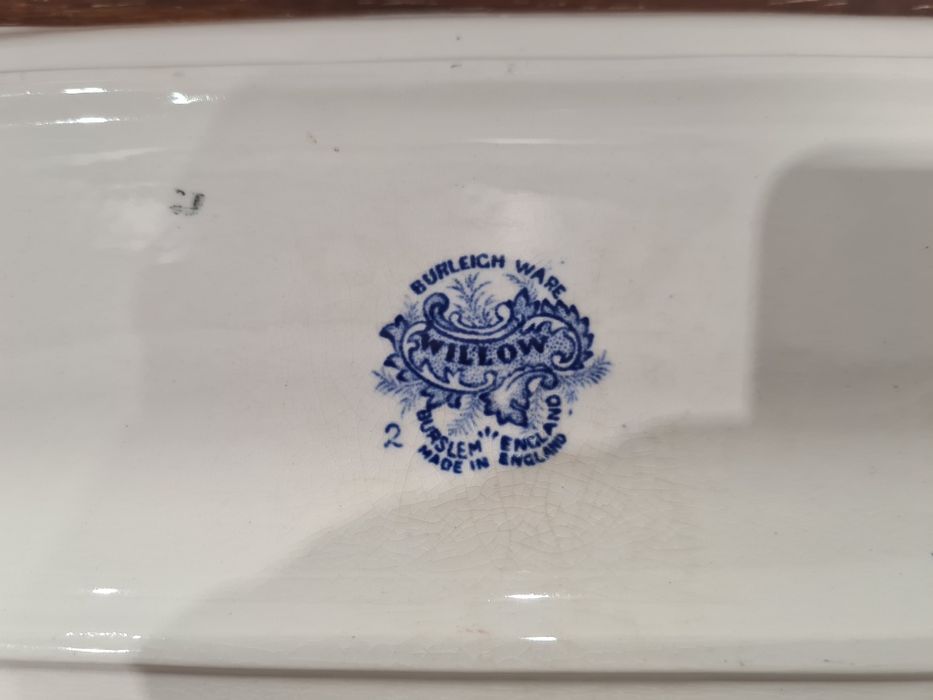 BURLEIGH WARE
WILLOW
2
BURSLEM ENGLAND
MADE IN ENGLAND